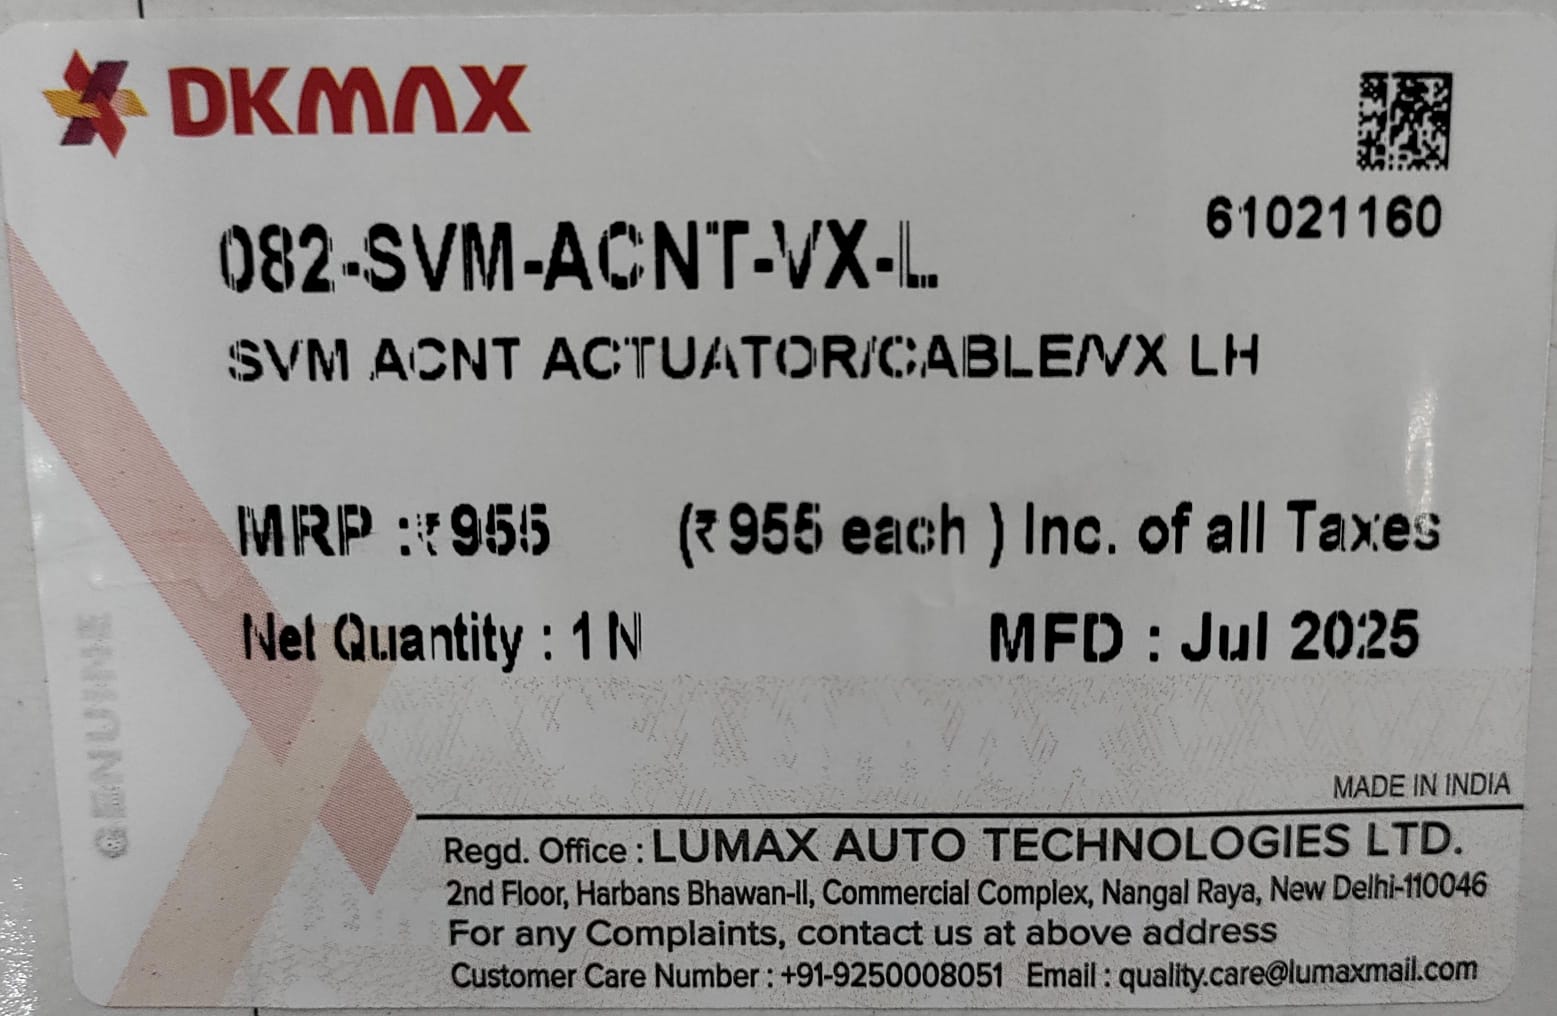 DKMAX
61021160
082-SVM-ACNT-VX-L
SVM ACNT ACTUATOR/CABLE/VX LH
MRP :₹955 (₹955 each ) Inc. of all Taxes
Net Quantity : 1 N MFD : Jul 2025
GENUINE
MADE IN INDIA
Regd. Office : LUMAX AUTO TECHNOLOGIES LTD.
2nd Floor, Harbans Bhawan-II, Commercial Complex, Nangal Raya, New Delhi-110046
For any Complaints, contact us at above address
Customer Care Number : +91-9250008051 Email : quality.care@lumaxmail.com